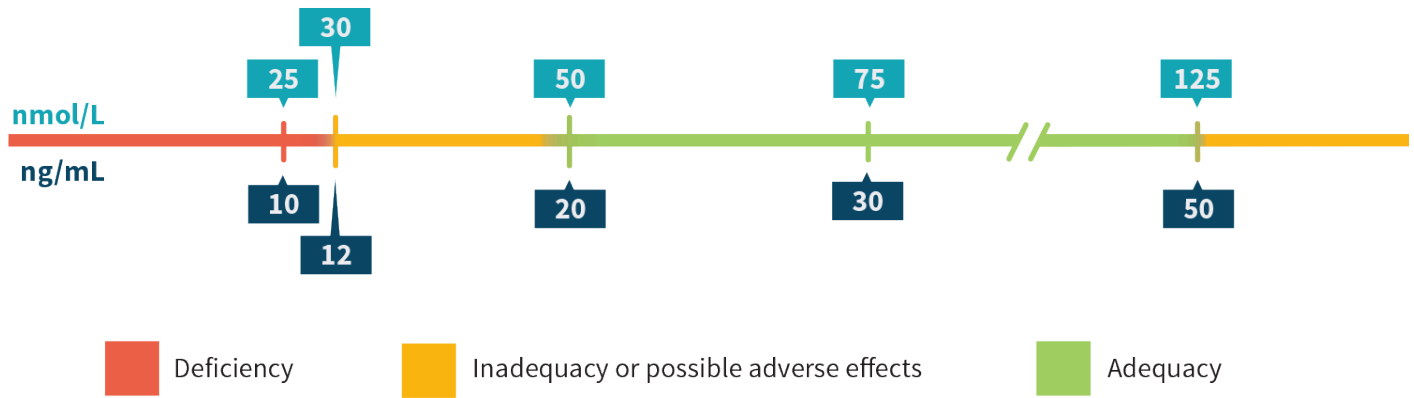 30
25
50
75
125
nmol/L
ng/mL
10
20
30
50
12
Deficiency
Inadequacy or possible adverse effects
Adequacy